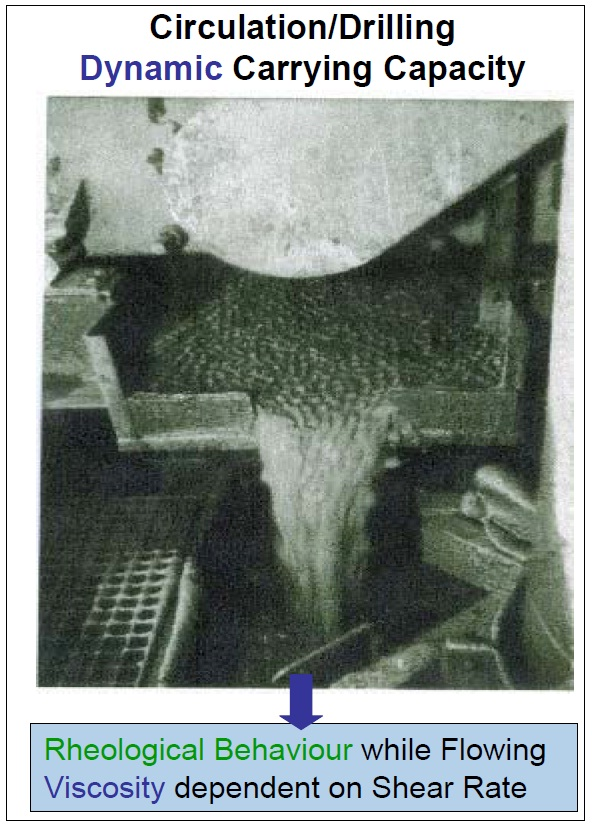 Circulation/Drilling
Dynamic Carrying Capacity
Rheological Behaviour while Flowing
Viscosity dependent on Shear Rate